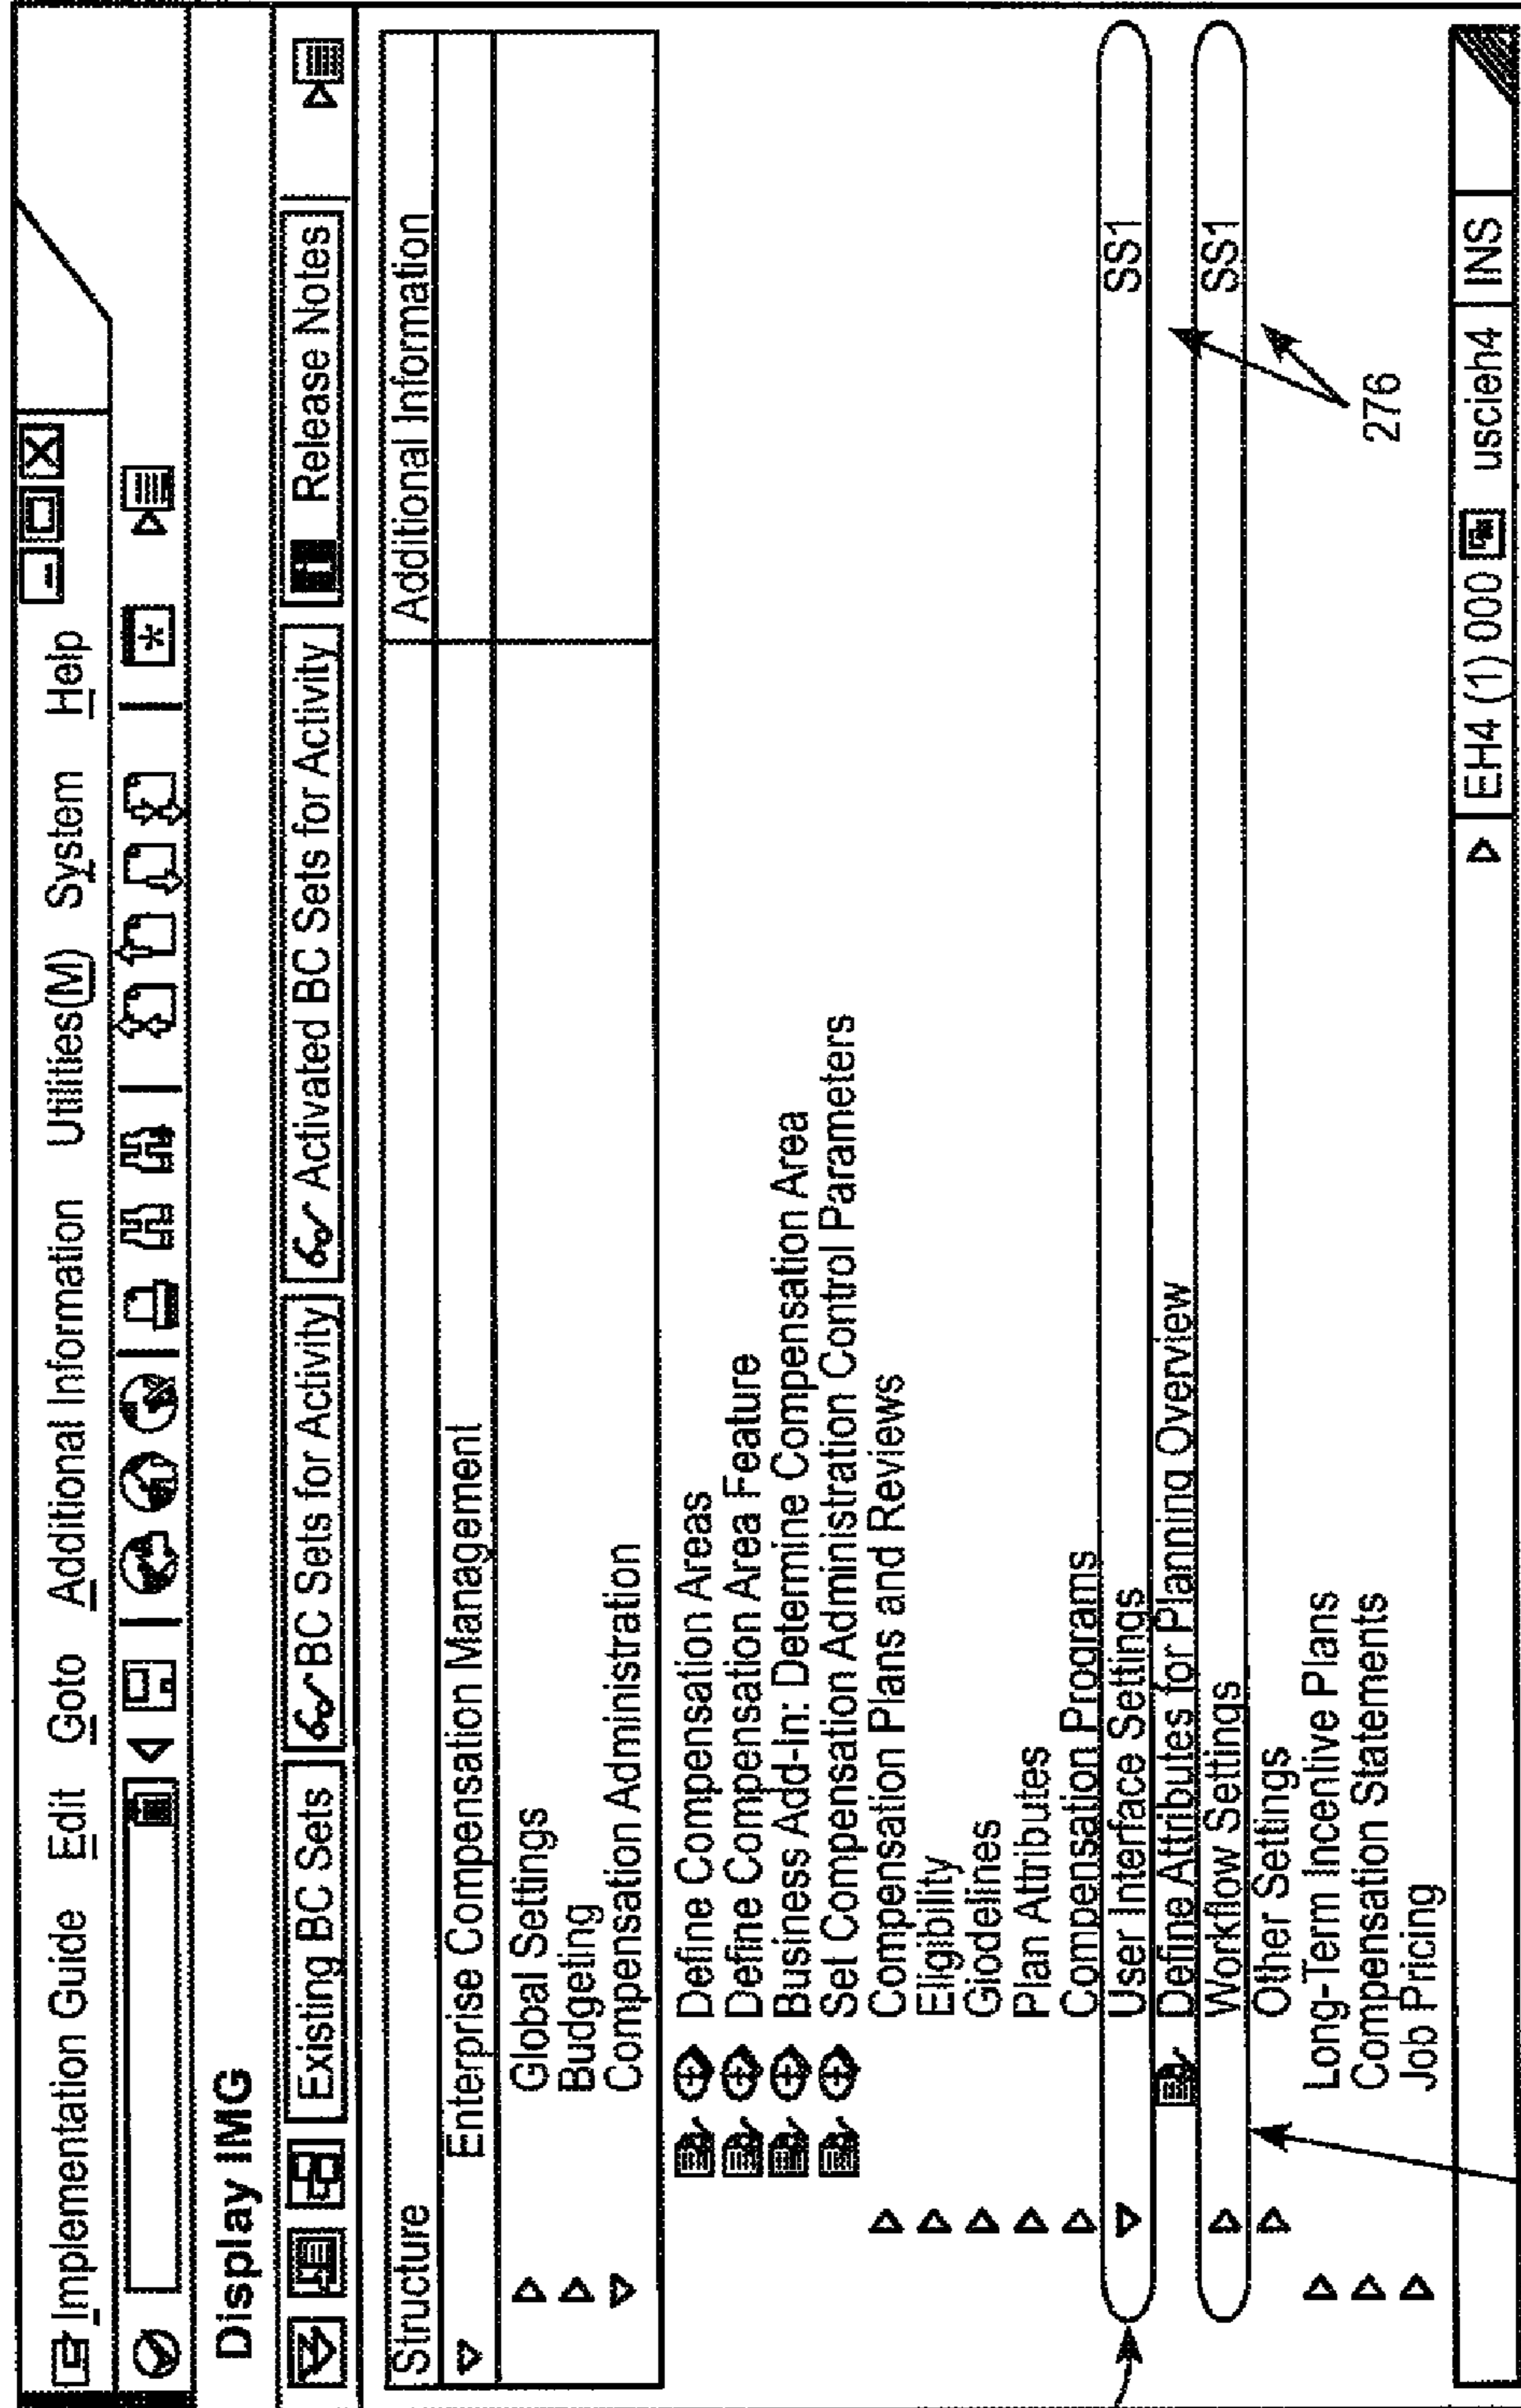 Implementation Guide Edit Goto Additional Information Utilities(M) System Help
Display IMG
Existing BC Sets BC Sets for Activity Activated BC Sets for Activity Release Notes
Structure Additional Information
Enterprise Compensation Management
Global Settings
Budgeting
Compensation Administration
Define Compensation Areas
Define Compensation Area Feature
Business Add-In: Determine Compensation Area
Set Compensation Administration Control Parameters
Compensation Plans and Reviews
Eligibility
Giodelines
Plan Attributes
Compensation Programs
User Interface Settings SS1
Define Attributes for Planning Overview
Workflow Settings SS1
Other Settings
276
Long-Term Incentive Plans
Compensation Statements
Job Pricing
EH4 (1) 000 uscieh4 INS